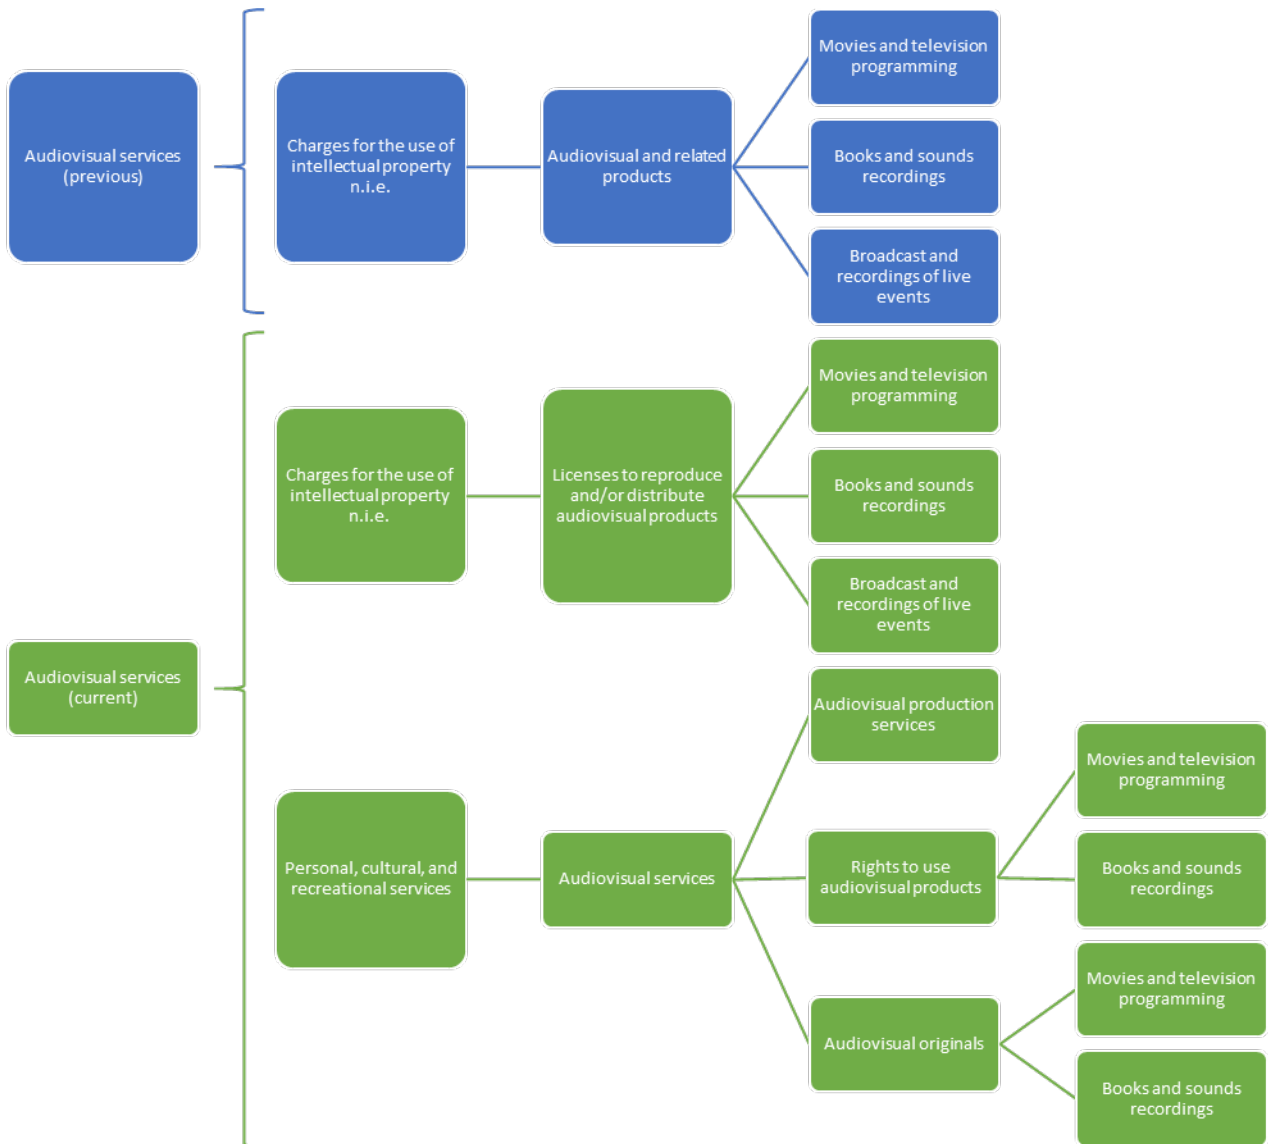 Audiovisual services
(previous)
Charges for the use of
intellectual property
n.i.e.
Audiovisual and related
products
Movies and television
programming
Books and sounds
recordings
Broadcast and
recordings of live
events
Audiovisual services
(current)
Charges for the use of
intellectual property
n.i.e.
Licenses to reproduce
and/or distribute
audiovisual products
Movies and television
programming
Books and sounds
recordings
Broadcast and
recordings of live
events
Personal, cultural, and
recreational services
Audiovisual services
Audiovisual production
services
Rights to use
audiovisual products
Movies and television
programming
Books and sounds
recordings
Audiovisual originals
Movies and television
programming
Books and sounds
recordings